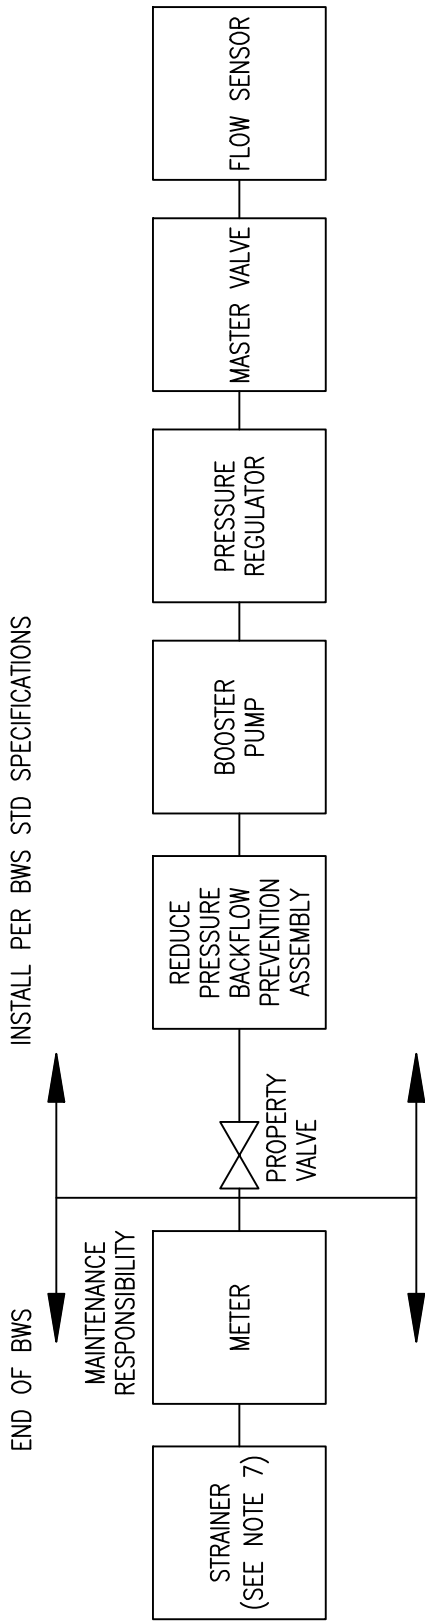 END OF BWS
INSTALL PER BWS STD SPECIFICATIONS
MAINTENANCE
RESPONSIBILITY
STRAINER
(SEE NOTE 7)
METER
PROPERTY
VALVE
REDUCE
PRESSURE
BACKFLOW
PREVENTION
ASSEMBLY
BOOSTER
PUMP
PRESSURE
REGULATOR
MASTER VALVE
FLOW SENSOR